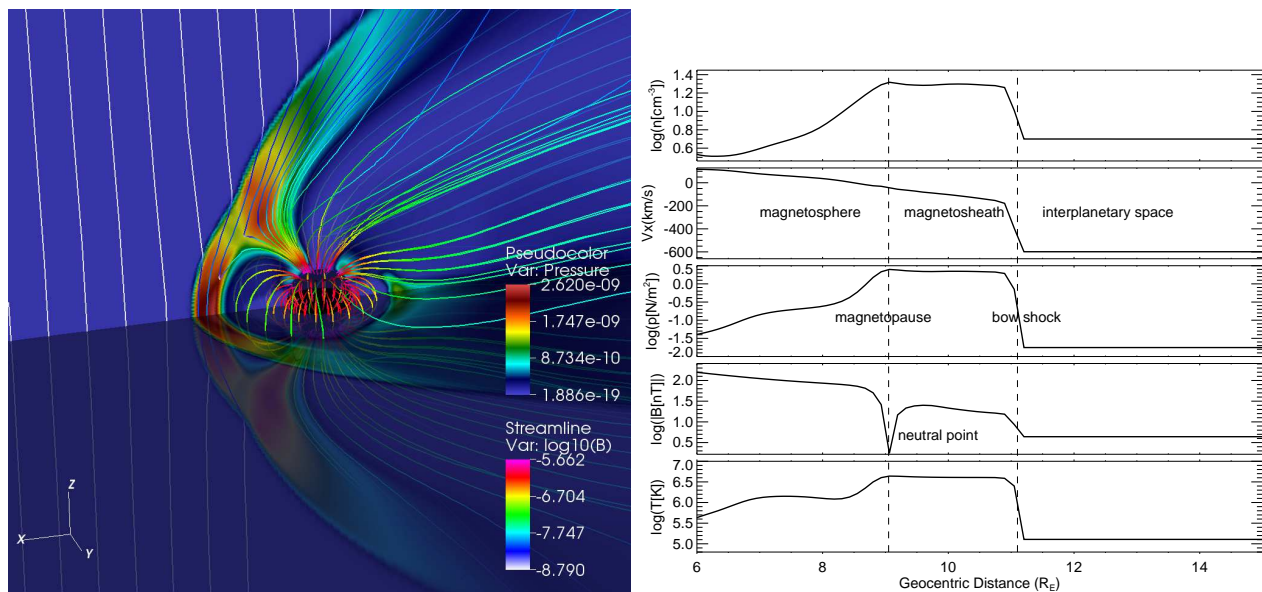 Pseudocolor
Var: Pressure
2.620e-09
1.747e-09
8.734e-10
1.886e-19
Streamline
Var: log10(B)
-5.662
-6.704
-7.747
-8.790
Z
X
Y
log(n[cm-3])
1.4
1.2
1.0
0.8
0.6
Vx(km/s)
0
-200
-400
-600
magnetosphere
magnetosheath
interplanetary space
log(p[N/m2])
0.5
0.0
-0.5
-1.0
-1.5
-2.0
magnetopause
bow shock
log(|B[nT]|)
2.0
1.5
1.0
0.5
neutral point
log(T[K])
7.0
6.5
6.0
5.5
5.0
6
8
10
12
14
Geocentric Distance (RE)